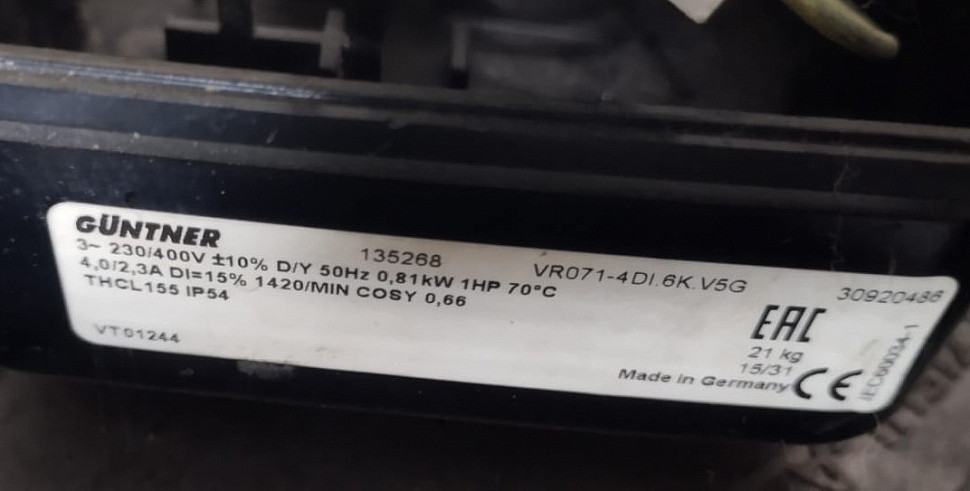 GÜNTNER 135268 VR071-4DI.6K.V5G 30920486
3~ 230/400V ±10% D/Y 50Hz 0,81kW 1HP 70°C
4,0/2,3A DI=15% 1420/MIN COSY 0,66
THCL155 IP54
EAC
21 kg
15/31
VT01244
Made in Germany CE
IEC60034-1